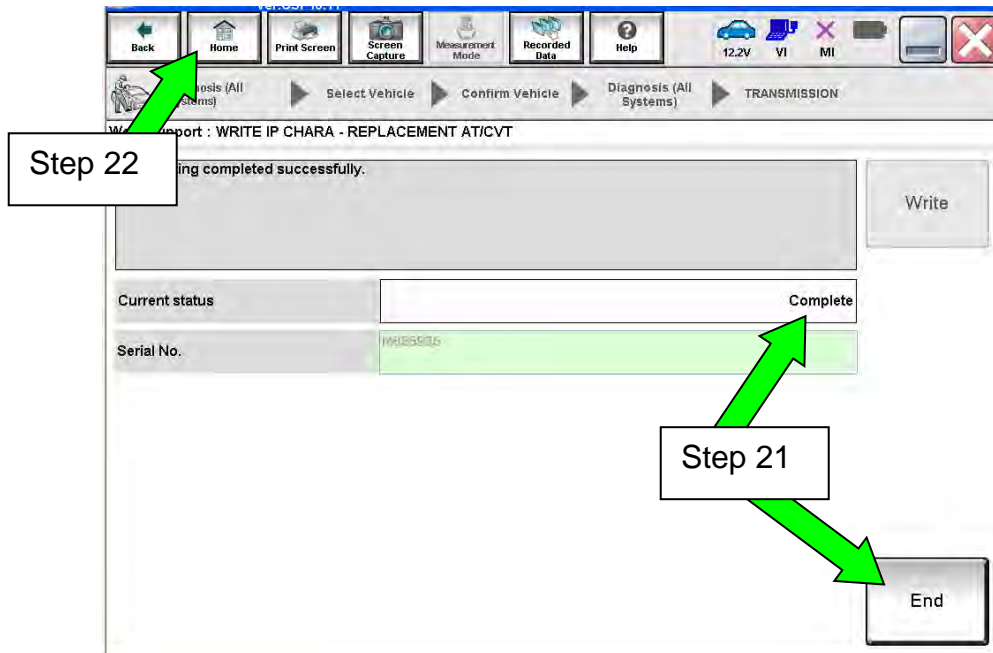 Back
Home
Print Screen
Screen
Capture
Measurement
Mode
Recorded
Data
Help
12.2V
VI
MI
(All
Select Vehicle
Confirm Vehicle
Diagnosis (All
Systems)
TRANSMISSION
: WRITE IP CHARA - REPLACEMENT AT/CVT
Step 22
completed successfully.
Write
Current status
Complete
Serial No.
Step 21
End